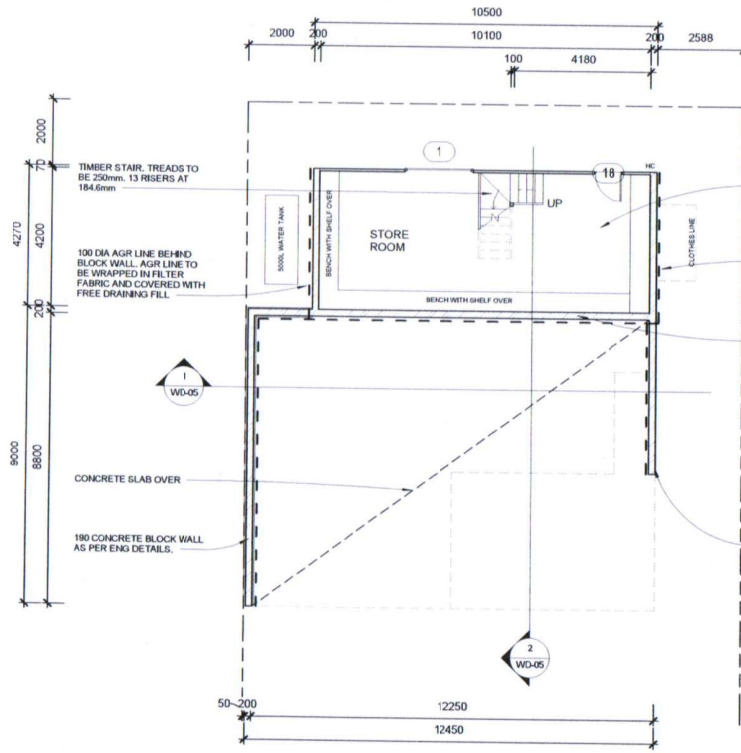 10500
2000
200
10100
200
2588
100
4180
2000
70
4270
4200
200
9000
8800
TIMBER STAIR. TREADS TO
BE 250mm. 13 RISERS AT
184.6mm
100 DIA AGR LINE BEHIND
BLOCK WALL. AGR LINE TO
BE WRAPPED IN FILTER
FABRIC AND COVERED WITH
FREE DRAINING FILL
5000L WATER TANK
BENCH WITH SHELF OVER
1
18
HC
UP
STORE
ROOM
BENCH WITH SHELF OVER
CLOTHES LINE
1
WD-05
CONCRETE SLAB OVER
190 CONCRETE BLOCK WALL
AS PER ENG DETAILS.
2
WD-05
50
200
12250
12450